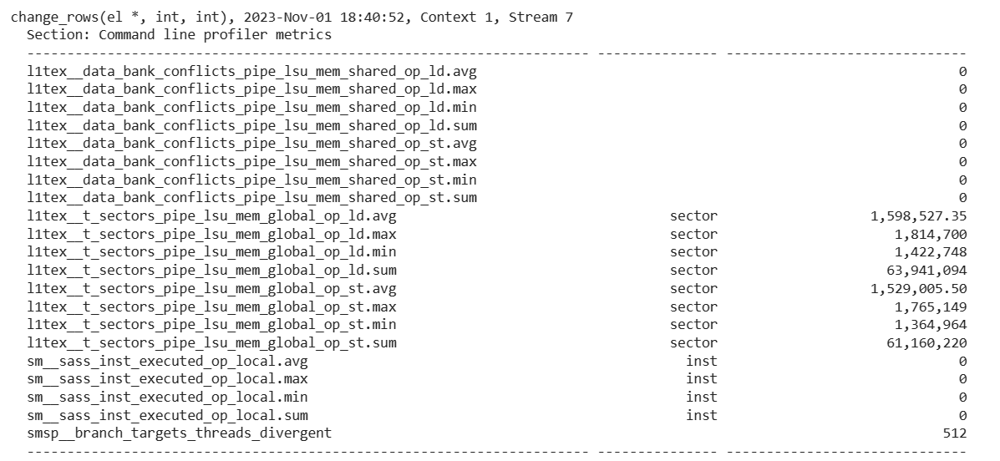 change_rows(el *, int, int), 2023-Nov-01 18:40:52, Context 1, Stream 7
Section: Command line profiler metrics
---------------------------------------------------------------------- --------------- ------------------------------
l1tex__data_bank_conflicts_pipe_lsu_mem_shared_op_ld.avg 0
l1tex__data_bank_conflicts_pipe_lsu_mem_shared_op_ld.max 0
l1tex__data_bank_conflicts_pipe_lsu_mem_shared_op_ld.min 0
l1tex__data_bank_conflicts_pipe_lsu_mem_shared_op_ld.sum 0
l1tex__data_bank_conflicts_pipe_lsu_mem_shared_op_st.avg 0
l1tex__data_bank_conflicts_pipe_lsu_mem_shared_op_st.max 0
l1tex__data_bank_conflicts_pipe_lsu_mem_shared_op_st.min 0
l1tex__data_bank_conflicts_pipe_lsu_mem_shared_op_st.sum 0
l1tex__t_sectors_pipe_lsu_mem_global_op_ld.avg sector 1,598,527.35
l1tex__t_sectors_pipe_lsu_mem_global_op_ld.max sector 1,814,700
l1tex__t_sectors_pipe_lsu_mem_global_op_ld.min sector 1,422,748
l1tex__t_sectors_pipe_lsu_mem_global_op_ld.sum sector 63,941,094
l1tex__t_sectors_pipe_lsu_mem_global_op_st.avg sector 1,529,005.50
l1tex__t_sectors_pipe_lsu_mem_global_op_st.max sector 1,765,149
l1tex__t_sectors_pipe_lsu_mem_global_op_st.min sector 1,364,964
l1tex__t_sectors_pipe_lsu_mem_global_op_st.sum sector 61,160,220
sm__sass_inst_executed_op_local.avg inst 0
sm__sass_inst_executed_op_local.max inst 0
sm__sass_inst_executed_op_local.min inst 0
sm__sass_inst_executed_op_local.sum inst 0
smsp__branch_targets_threads_divergent 512
---------------------------------------------------------------------- --------------- ------------------------------